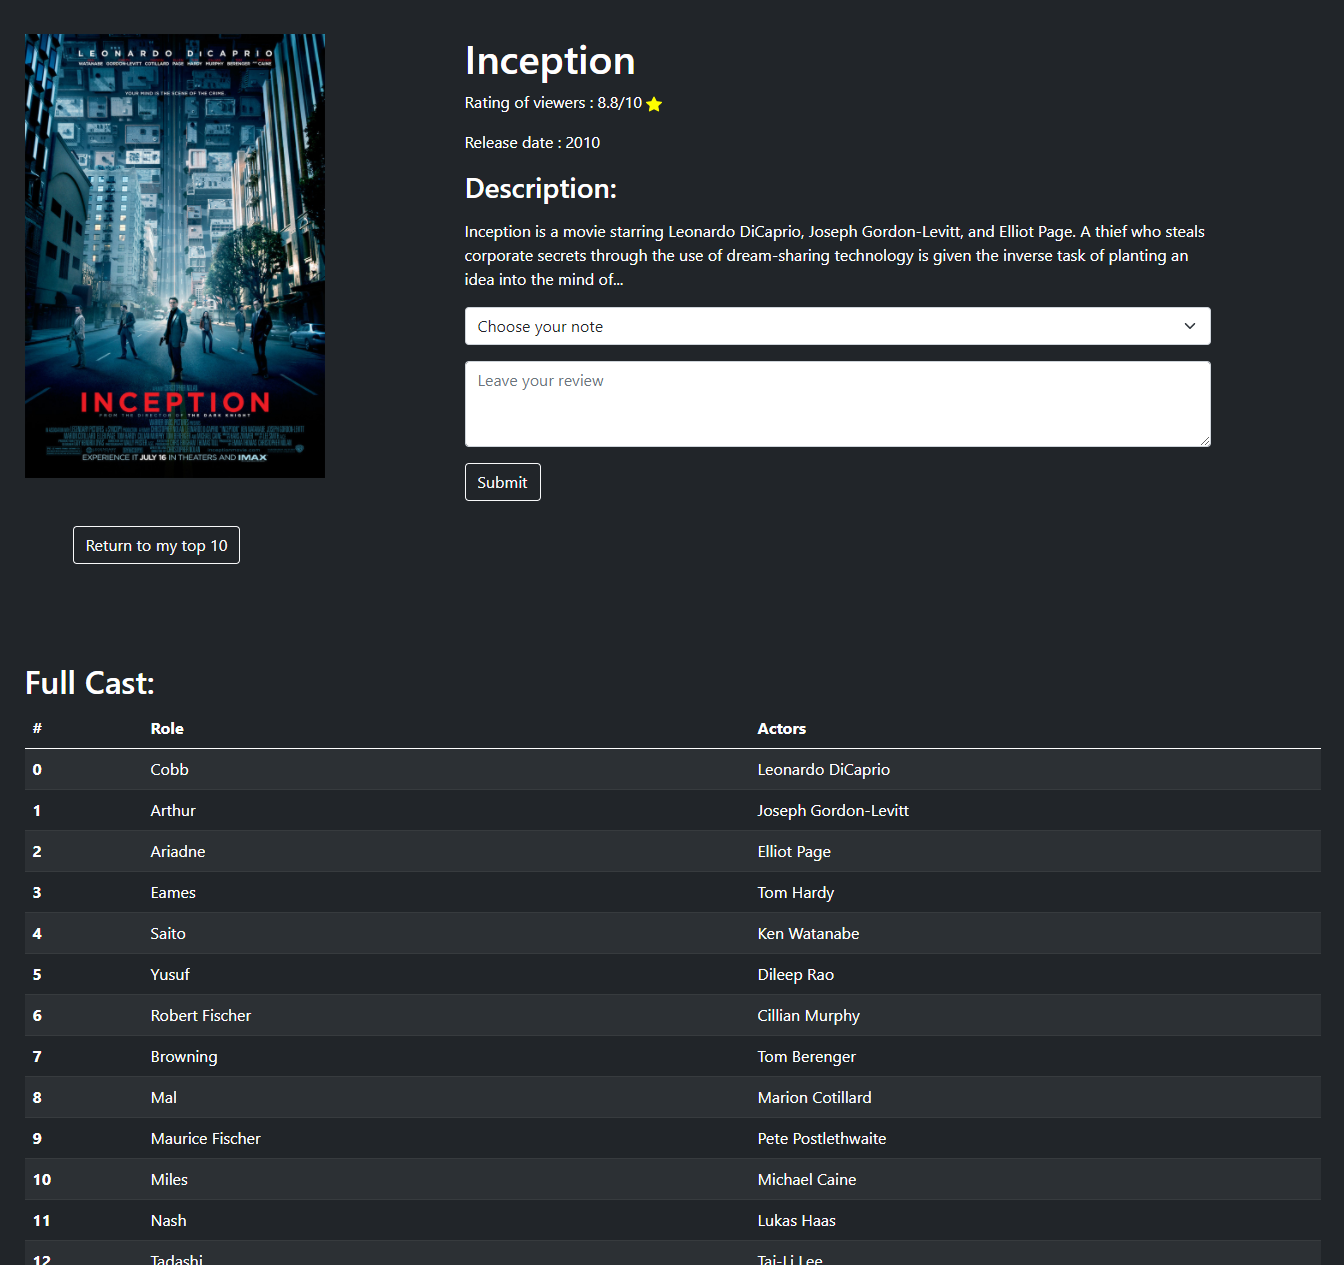 LEONARDO DiCAPRIO
WATANABE GORDON-LEVITT COTILLARD PAGE HARDY MURPHY BERENGER AND CAINE
YOUR MIND IS THE SCENE OF THE CRIME.
INCEPTION
FROM THE DIRECTOR OF THE DARK KNIGHT
EXPERIENCE IT JULY 16 IN THEATERS AND IMAX
Return to my top 10
Inception
Rating of viewers : 8.8/10
Release date : 2010
Description:
Inception is a movie starring Leonardo DiCaprio, Joseph Gordon-Levitt, and Elliot Page. A thief who steals
corporate secrets through the use of dream-sharing technology is given the inverse task of planting an
idea into the mind of...
Choose your note
Leave your review
Submit
Full Cast:
# Role Actors
0 Cobb Leonardo DiCaprio
1 Arthur Joseph Gordon-Levitt
2 Ariadne Elliot Page
3 Eames Tom Hardy
4 Saito Ken Watanabe
5 Yusuf Dileep Rao
6 Robert Fischer Cillian Murphy
7 Browning Tom Berenger
8 Mal Marion Cotillard
9 Maurice Fischer Pete Postlethwaite
10 Miles Michael Caine
11 Nash Lukas Haas
12 Tadashi Tai-Li Lee